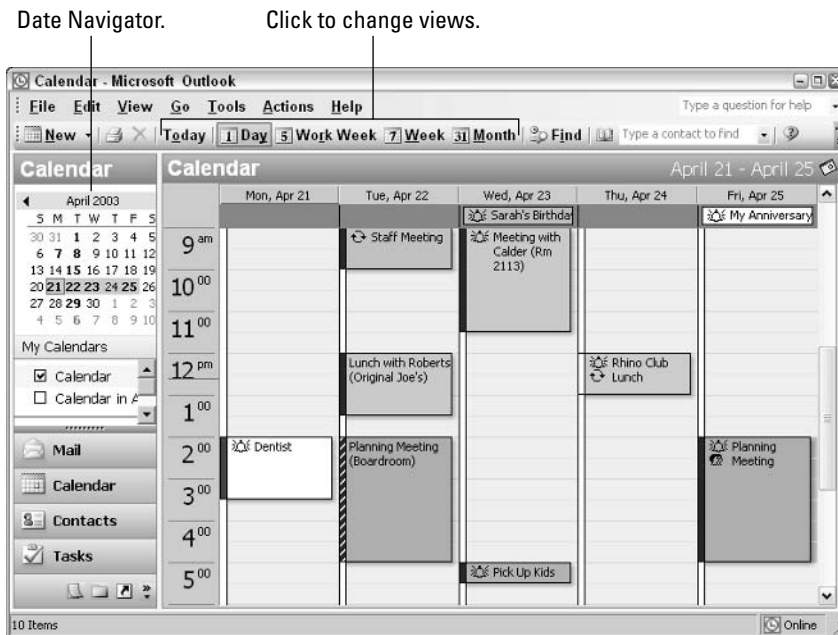 Date Navigator.
Click to change views.
Calendar - Microsoft Outlook
File Edit View Go Tools Actions Help
Type a question for help
New Today 1 Day 5 Work Week 7 Week 31 Month Find Type a contact to find
Calendar
Calendar
April 21 - April 25
April 2003
S M T W T F S
30 31 1 2 3 4 5
6 7 8 9 10 11 12
13 14 15 16 17 18 19
20 21 22 23 24 25 26
27 28 29 30 1 2 3
4 5 6 7 8 9 10
My Calendars
Calendar
Calendar in A
Mail
Calendar
Contacts
Tasks
Mon, Apr 21
Tue, Apr 22
Wed, Apr 23
Thu, Apr 24
Fri, Apr 25
Sarah's Birthda
My Anniversary
9 am
10 00
11 00
12 pm
1 00
2 00
3 00
4 00
5 00
Dentist
Staff Meeting
Lunch with Roberts
(Original Joe's)
Planning Meeting
(Boardroom)
Meeting with
Calder (Rm
2113)
Pick Up Kids
Rhino Club
Lunch
Planning
Meeting
10 Items
Online